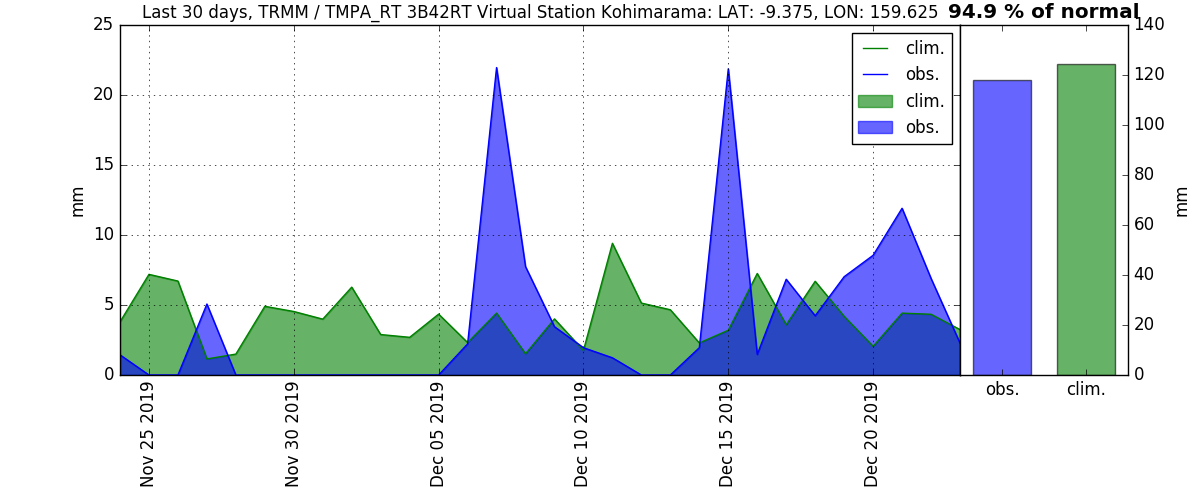 Last 30 days, TRMM / TMPA_RT 3B42RT Virtual Station Kohimarama: LAT: -9.375, LON: 159.625 94.9 % of normal
25
20
15
10
5
0
mm
clim.
obs.
clim.
obs.
140
120
100
80
60
40
20
0
mm
Nov 25 2019
Nov 30 2019
Dec 05 2019
Dec 10 2019
Dec 15 2019
Dec 20 2019
obs.
clim.